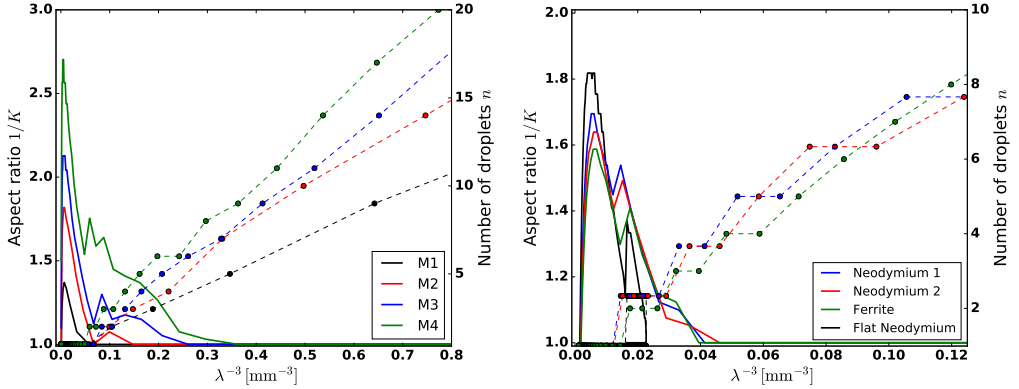 3.0
2.5
2.0
1.5
1.0
Aspect ratio 1/K
0.0 0.1 0.2 0.3 0.4 0.5 0.6 0.7 0.8
λ⁻³ [mm⁻³]
20
15
10
5
Number of droplets n
M1
M2
M3
M4
2.0
1.8
1.6
1.4
1.2
1.0
Aspect ratio 1/K
0.00 0.02 0.04 0.06 0.08 0.10 0.12
λ⁻³ [mm⁻³]
10
8
6
4
2
Number of droplets n
Neodymium 1
Neodymium 2
Ferrite
Flat Neodymium